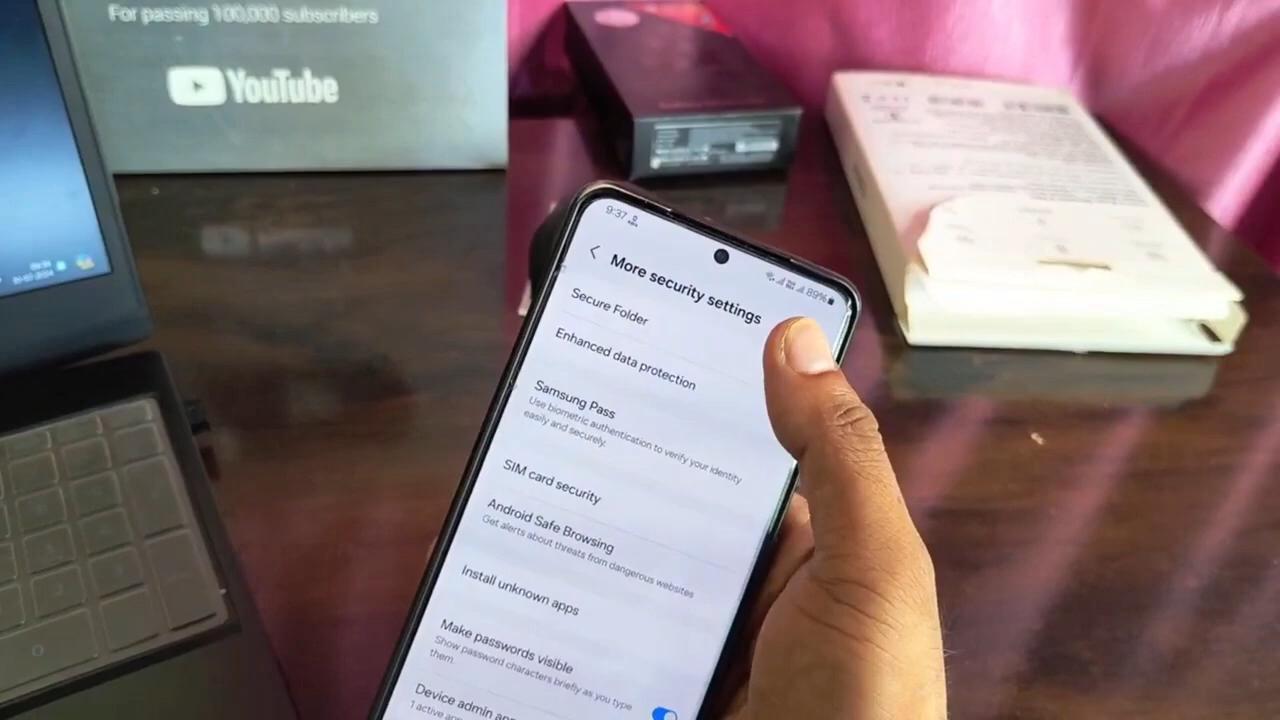 For passing 100,000 subscribers
YouTube
9:37
89%
More security settings
Secure Folder
Enhanced data protection
Samsung Pass
Use biometric authentication to verify your identity
easily and securely.
SIM card security
Android Safe Browsing
Get alerts about threats from dangerous websites
Install unknown apps
Make passwords visible
Show password characters briefly as you type
them.
Device admin
1 active